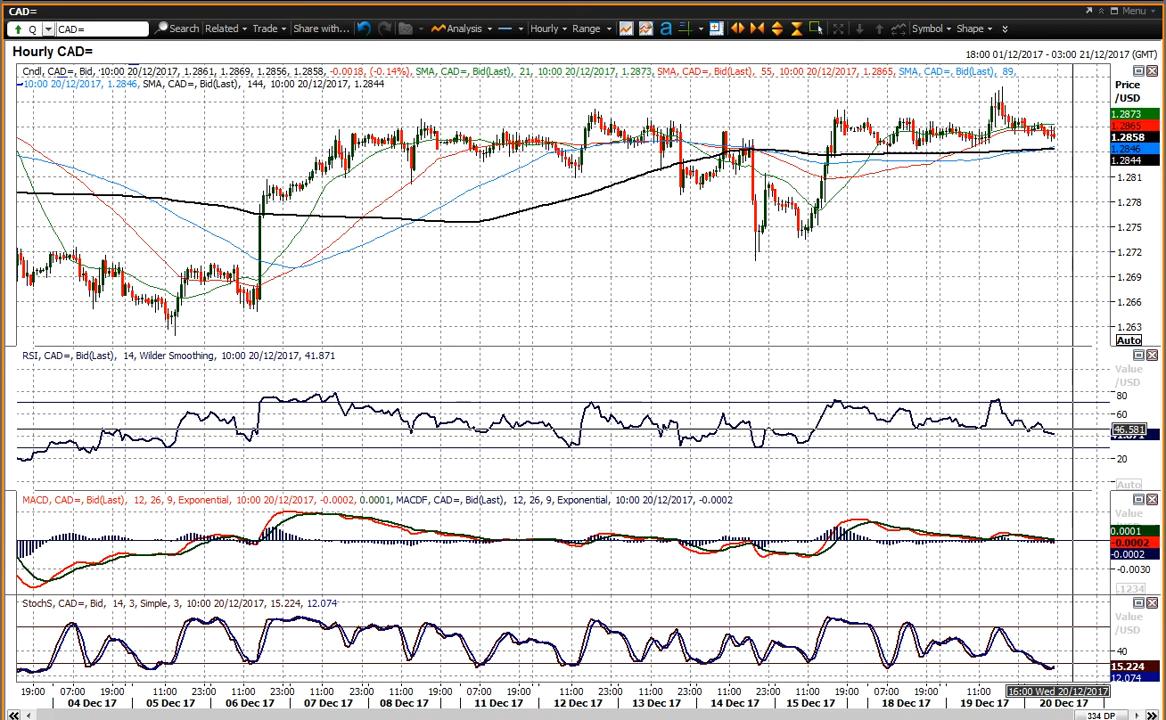 CAD=
Menu
Q CAD= Search Related Trade Share with... Analysis Hourly Range a Symbol Shape
Hourly CAD=
18:00 01/12/2017 - 03:00 21/12/2017 (GMT)
Cndl, CAD=, Bid, 10:00 20/12/2017, 1.2861, 1.2869, 1.2856, 1.2858, -0.0018, (-0.14%), SMA, CAD=, Bid(Last), 21, 10:00 20/12/2017, 1.2873, SMA, CAD=, Bid(Last), 55, 10:00 20/12/2017, 1.2865, SMA, CAD=, Bid(Last), 89,
10:00 20/12/2017, 1.2846, SMA, CAD=, Bid(Last), 144, 10:00 20/12/2017, 1.2844
Price
/USD
1.2873
1.2865
1.2858
1.2846
1.2844
1.281
1.278
1.275
1.272
1.269
1.266
1.263
Auto
RSI, CAD=, Bid(Last), 14, Wilder Smoothing, 10:00 20/12/2017, 41.871
Value
/USD
80
60
46.581
41.871
20
Auto
MACD, CAD=, Bid(Last), 12, 26, 9, Exponential, 10:00 20/12/2017, -0.0002, 0.0001, MACDF, CAD=, Bid(Last), 12, 26, 9, Exponential, 10:00 20/12/2017, -0.0002
Value
/USD
0.0001
-0.0002
-0.0002
-0.0030
.1234
StochS, CAD=, Bid, 14, 3, Simple, 3, 10:00 20/12/2017, 15.224, 12.074
Value
/USD
40
15.224
12.074
19:00 07:00 19:00 11:00 23:00 11:00 23:00 11:00 23:00 11:00 19:00 07:00 19:00 11:00 23:00 11:00 23:00 11:00 23:00 11:00 19:00 07:00 19:00 11:00 16:00 Wed 20/12/2017
04 Dec 17 05 Dec 17 06 Dec 17 07 Dec 17 08 Dec 17 11 Dec 17 12 Dec 17 13 Dec 17 14 Dec 17 15 Dec 17 18 Dec 17 19 Dec 17 20 Dec 17
334 DP